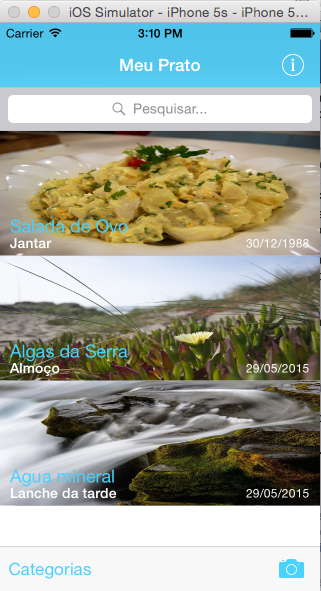 iOS Simulator - iPhone 5s - iPhone 5...
Carrier 3:10 PM
Meu Prato
Pesquisar...
Salada de Ovo
Jantar 30/12/1988
Algas da Serra
Almoço 29/05/2015
Agua mineral
Lanche da tarde 29/05/2015
Categorias